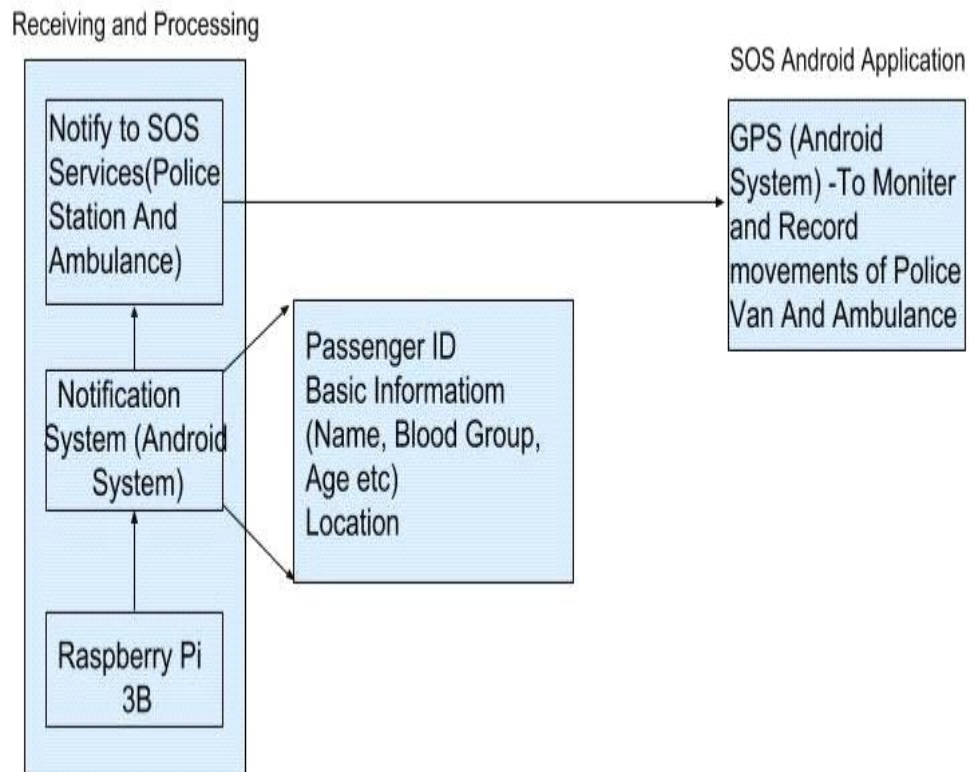 Receiving and Processing
Notify to SOS
Services(Police
Station And
Ambulance)
Notification
System (Android
System)
Raspberry Pi
3B
Passenger ID
Basic Informatiom
(Name, Blood Group,
Age etc)
Location
SOS Android Application
GPS (Android
System) -To Moniter
and Record
movements of Police
Van And Ambulance